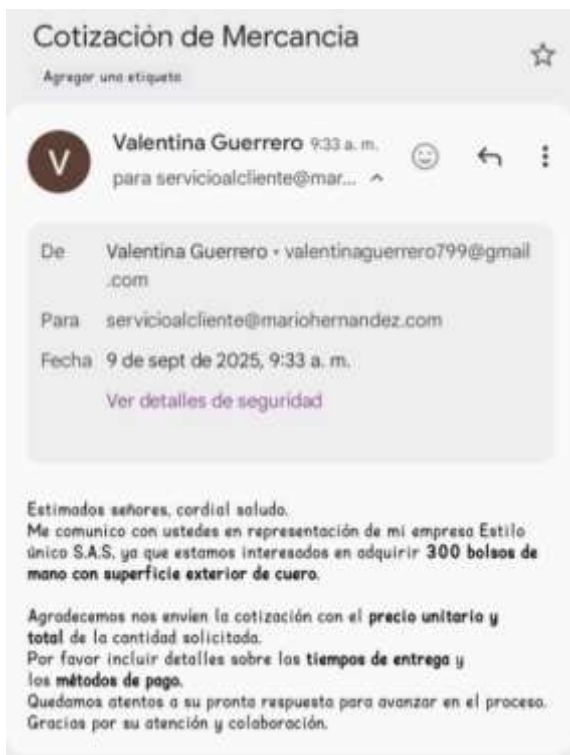 Cotización de Mercancia
Agregar una etiqueta
V
Valentina Guerrero 9:33 a. m.
para servicioalcliente@mar...
De Valentina Guerrero • valentinaguerrero799@gmail
.com
Para servicioalcliente@mariohernandez.com
Fecha 9 de sept de 2025, 9:33 a. m.
Ver detalles de seguridad
Estimados señores, cordial saludo.
Me comunico con ustedes en representación de mi empresa Estilo
único S.A.S, ya que estamos interesados en adquirir 300 bolsos de
mano con superficie exterior de cuero.
Agradecemos nos envíen la cotización con el precio unitario y
total de la cantidad solicitada.
Por favor incluir detalles sobre los tiempos de entrega y
los métodos de pago.
Quedamos atentos a su pronta respuesta para avanzar en el proceso.
Gracias por su atención y colaboración.